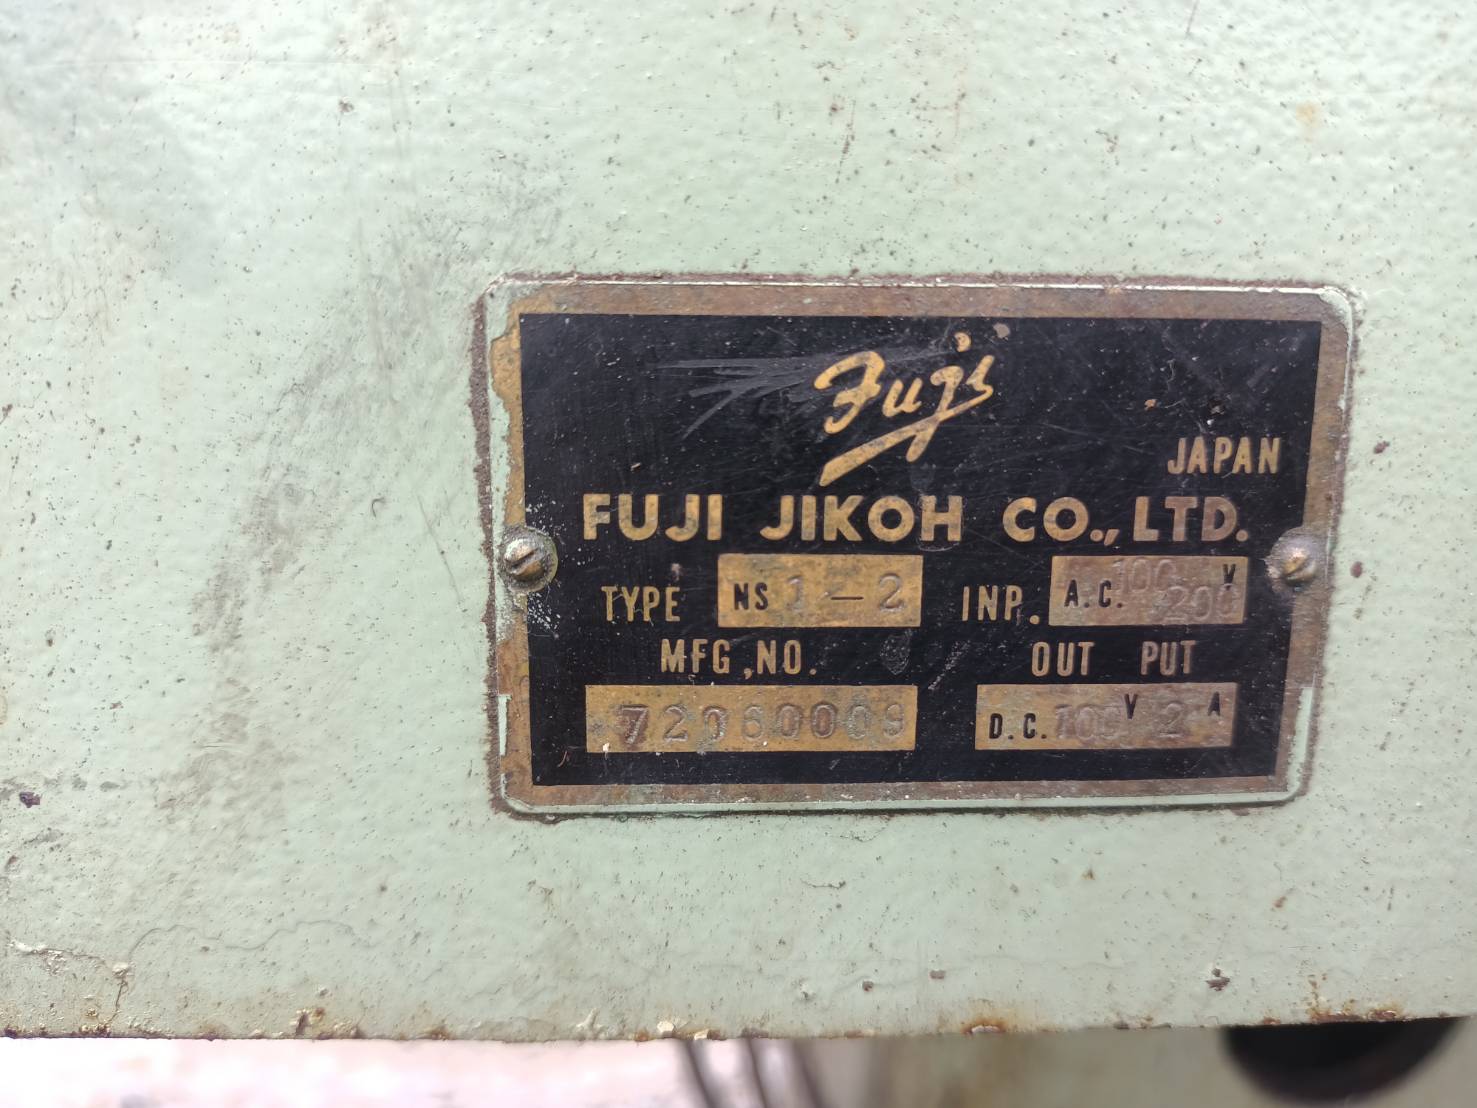 Fuji
JAPAN
FUJI JIKOH CO., LTD.
TYPE NS 1-2 INP. A.C. 100 200 V
MFG, NO. OUT PUT
72060009 D.C. 100 V 2 A